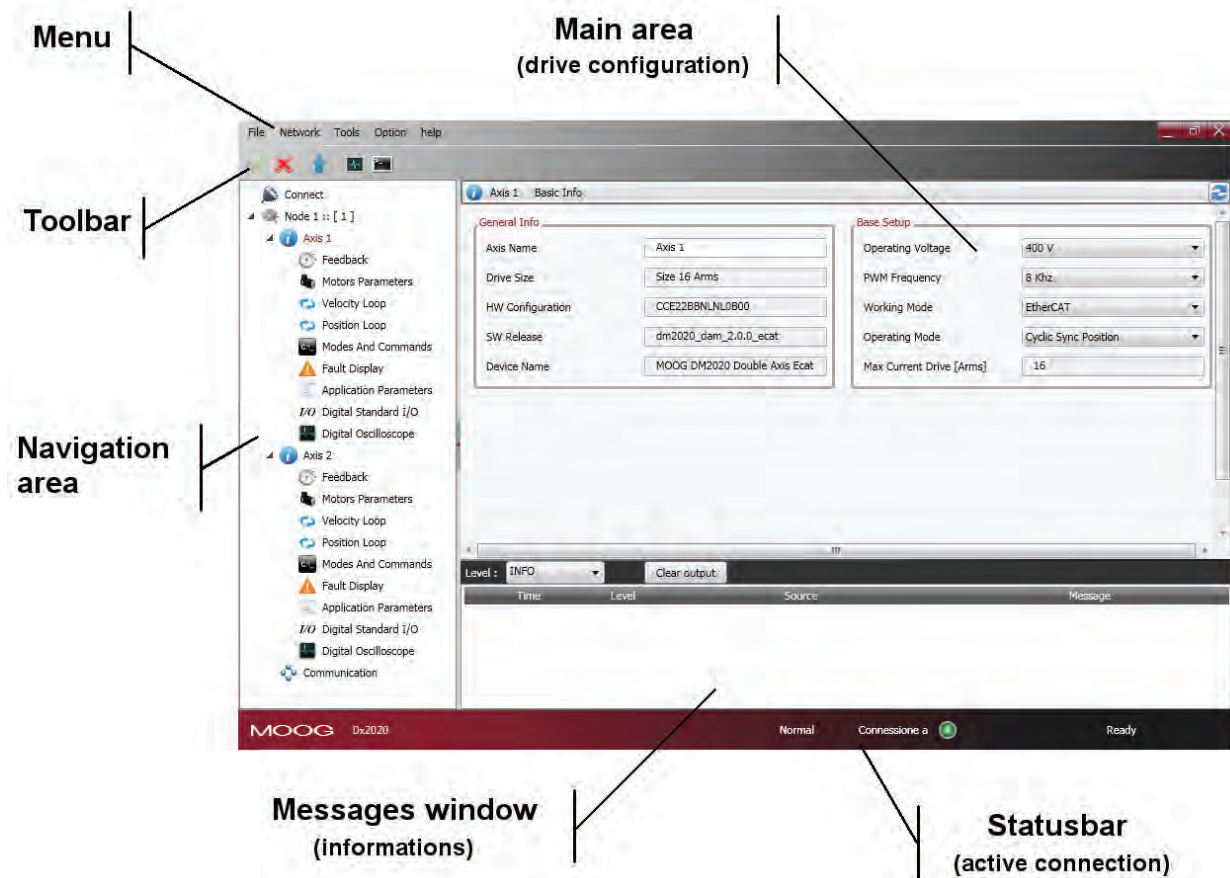 Menu
Main area
(drive configuration)
File Network Tools Option help
Toolbar
Connect
Node 1 :: [ 1 ]
Axis 1
Feedback
Motors Parameters
Velocity Loop
Position Loop
Modes And Commands
Fault Display
Application Parameters
I/O Digital Standard I/O
Digital Oscilloscope
Navigation
area
Axis 2
Feedback
Motors Parameters
Velocity Loop
Position Loop
Modes And Commands
Fault Display
Application Parameters
I/O Digital Standard I/O
Digital Oscilloscope
Communication
Axis 1 Basic Info
General Info
Axis Name Axis 1
Drive Size Size 16 Arms
HW Configuration CCE22BBNLNL0B00
SW Release dm2020_dam_2.0.0_ecat
Device Name MOOG DM2020 Double Axis Ecat
Base Setup
Operating Voltage 400 V
PWM Frequency 8 Khz
Working Mode EtherCAT
Operating Mode Cyclic Sync Position
Max Current Drive [Arms] 16
Level : INFO Clear output
Time Level Source Message
MOOG Dx2020 Normal Connessione a Ready
Messages window
(informations)
Statusbar
(active connection)